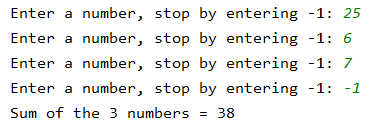 Enter a number, stop by entering -1: 25
Enter a number, stop by entering -1: 6
Enter a number, stop by entering -1: 7
Enter a number, stop by entering -1: -1
Sum of the 3 numbers = 38